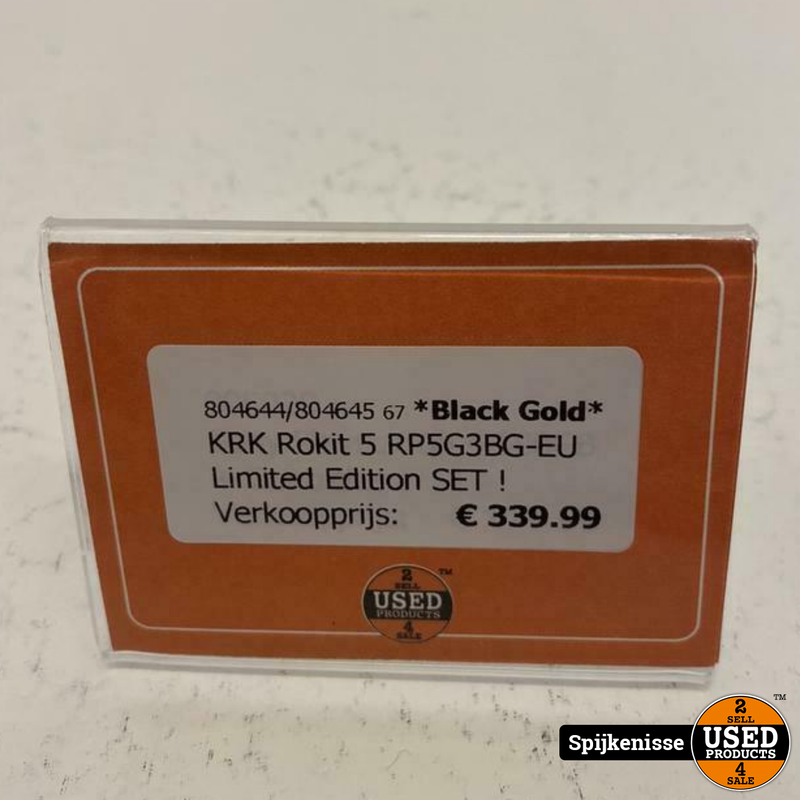 804644/804645 67 *Black Gold*
KRK Rokit 5 RP5G3BG-EU
Limited Edition SET !
Verkoopprijs: € 339.99
2
SELL
USED
PRODUCTS
4
SALE
TM
Spijkenisse
2
SELL
USED
PRODUCTS
4
SALE
TM